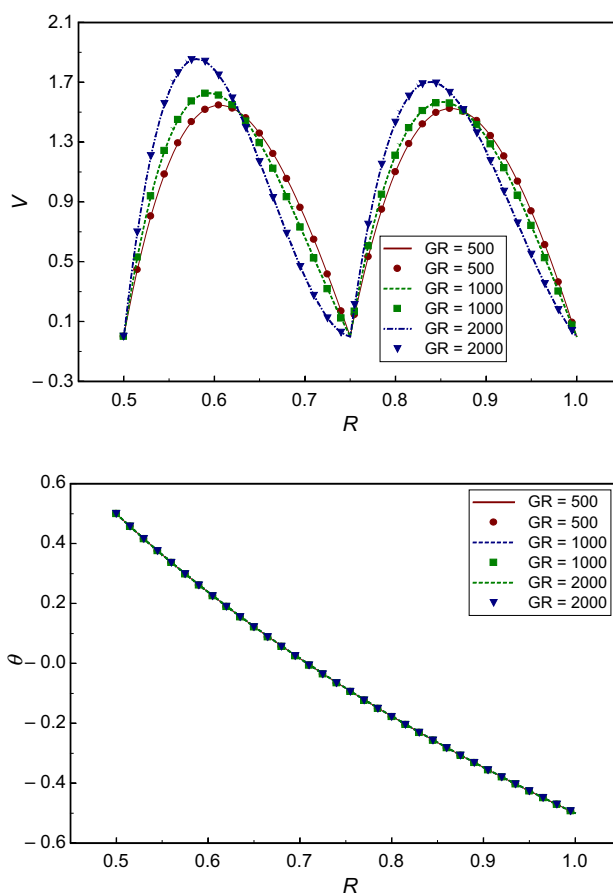 2.1
1.7
1.3
V
0.9
0.5
0.1
– 0.3
GR = 500
GR = 500
GR = 1000
GR = 1000
GR = 2000
GR = 2000
0.5 0.6 0.7 0.8 0.9 1.0
R
0.6
0.4
0.2
θ
– 0.0
– 0.2
– 0.4
– 0.6
GR = 500
GR = 500
GR = 1000
GR = 1000
GR = 2000
GR = 2000
0.5 0.6 0.7 0.8 0.9 1.0
R